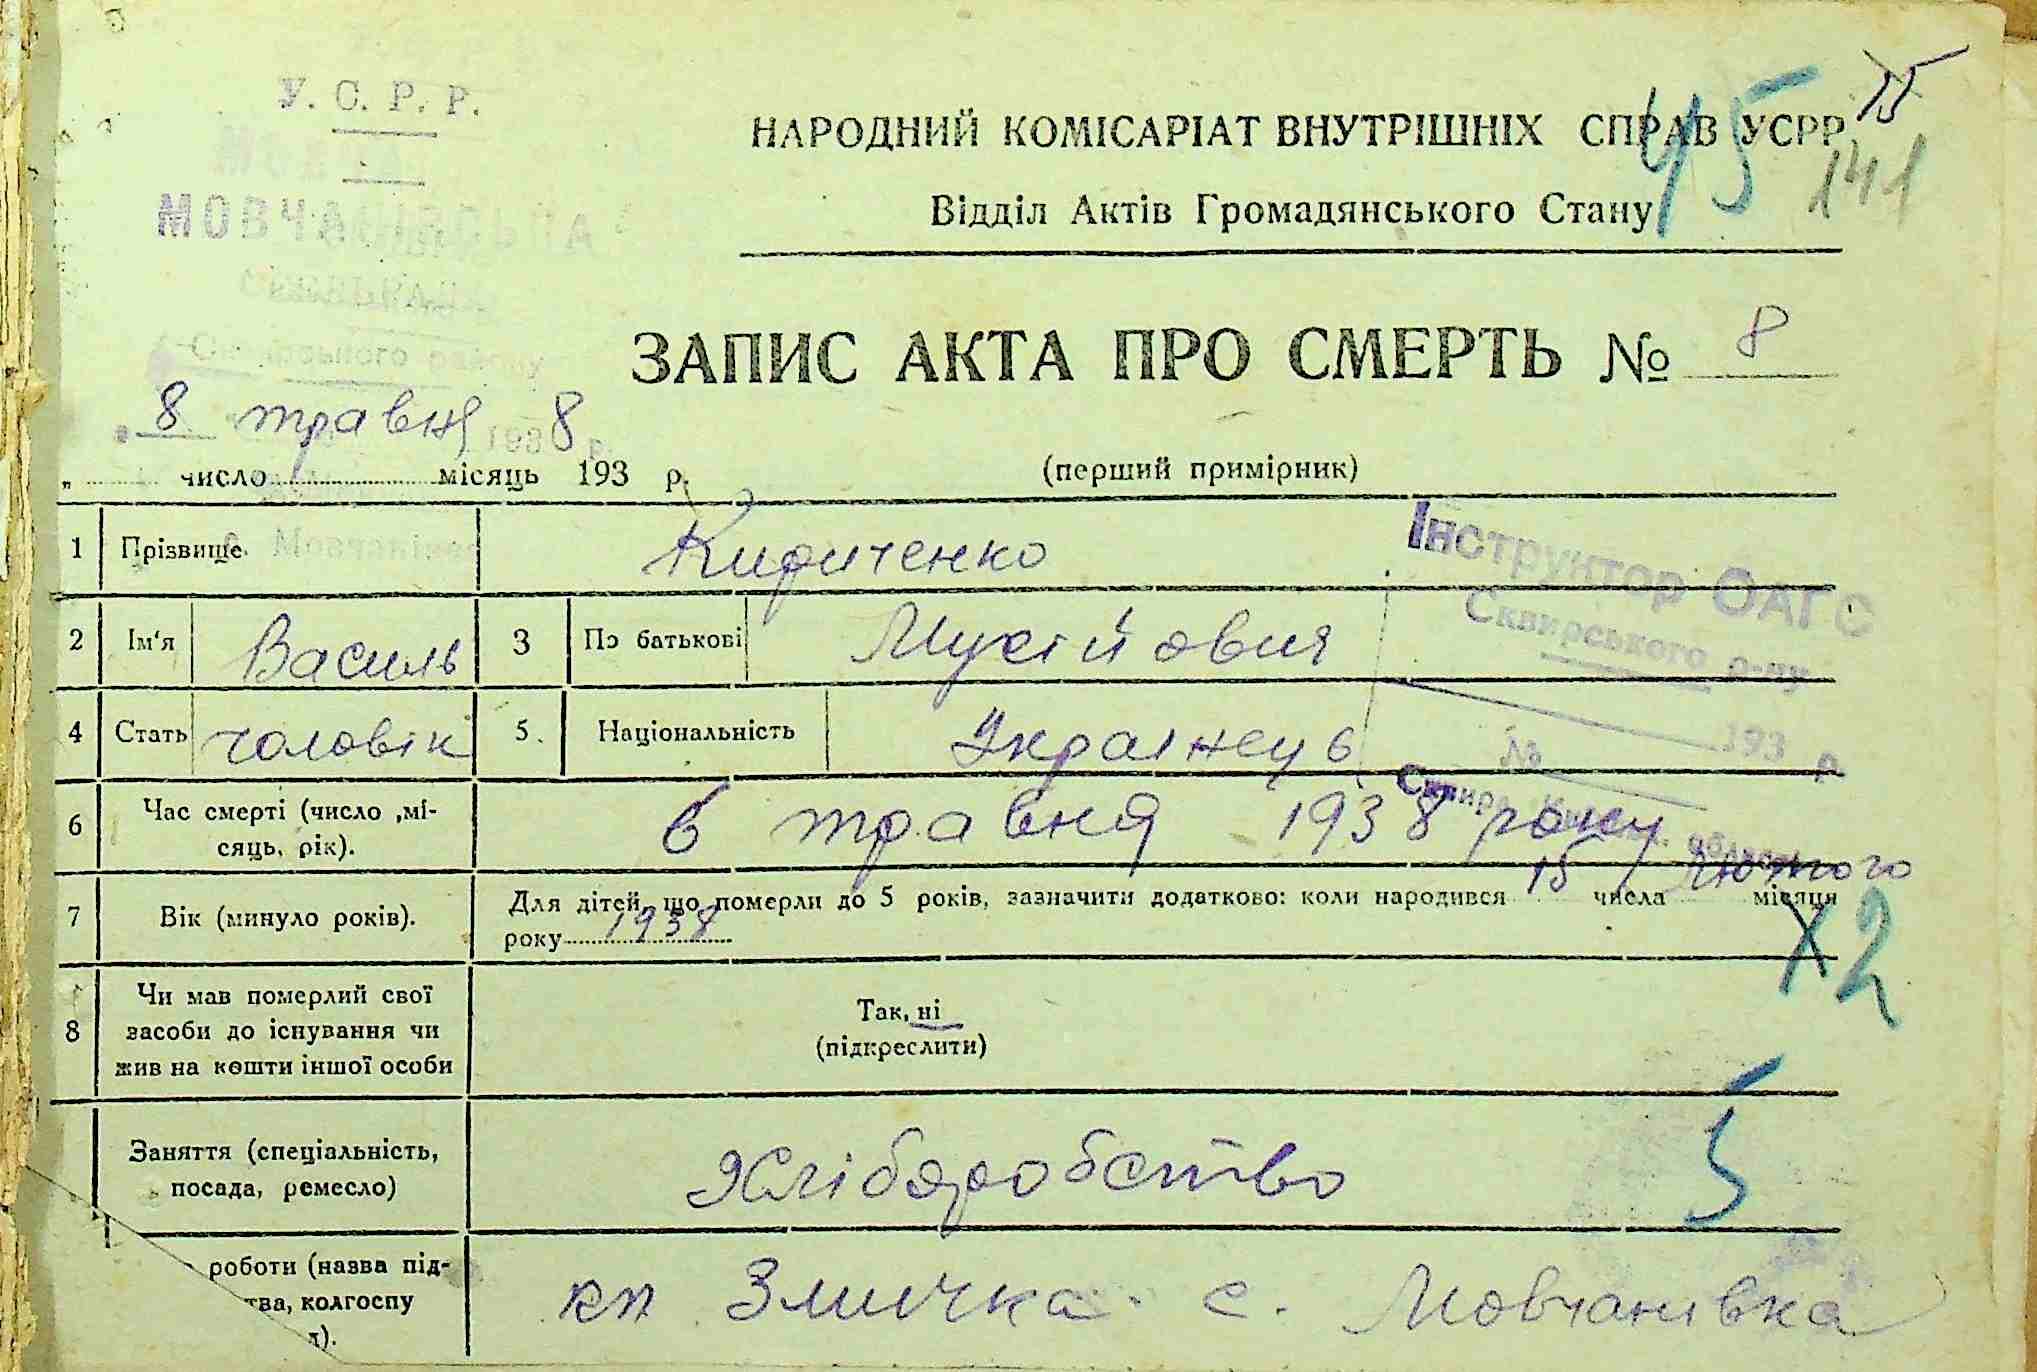 У. С. Р. Р.
МОВЧАНІВСЬКА
СІЛЬРАДА
Сквирського району
8 травня 1938 р.
„ число місяць 193 р.
НАРОДНИЙ КОМІСАРІАТ ВНУТРІШНІХ СПРАВ УСРР
45 15
141
Відділ Актів Громадянського Стану
ЗАПИС АКТА ПРО СМЕРТЬ № 8
(перший примірник)
1 Прізвище Кириченко
с. Мовчанівка
Інструктор ОАГС
Сквирського р-ну
193 р.
№
2 Ім'я Василь 3 По батькові Мусійович
4 Стать чоловік 5. Національність Українець
6 Час смерті (число ,мі-
сяць, рік). 6 травня 1938 року
7 Вік (минуло років). Для дітей, що померли до 5 років, зазначити додатково: коли народився 15 числа Лютого місяця
року 1938
Х2
8 Чи мав померлий свої
засоби до існування чи
жив на кошти іншої особи
Так, ні
(підкреслити)
Заняття (спеціальність,
посада, ремесло) Хліборобство
5
роботи (назва під-
тва, колгоспу
д). кп Змичка с. Мовчанівка